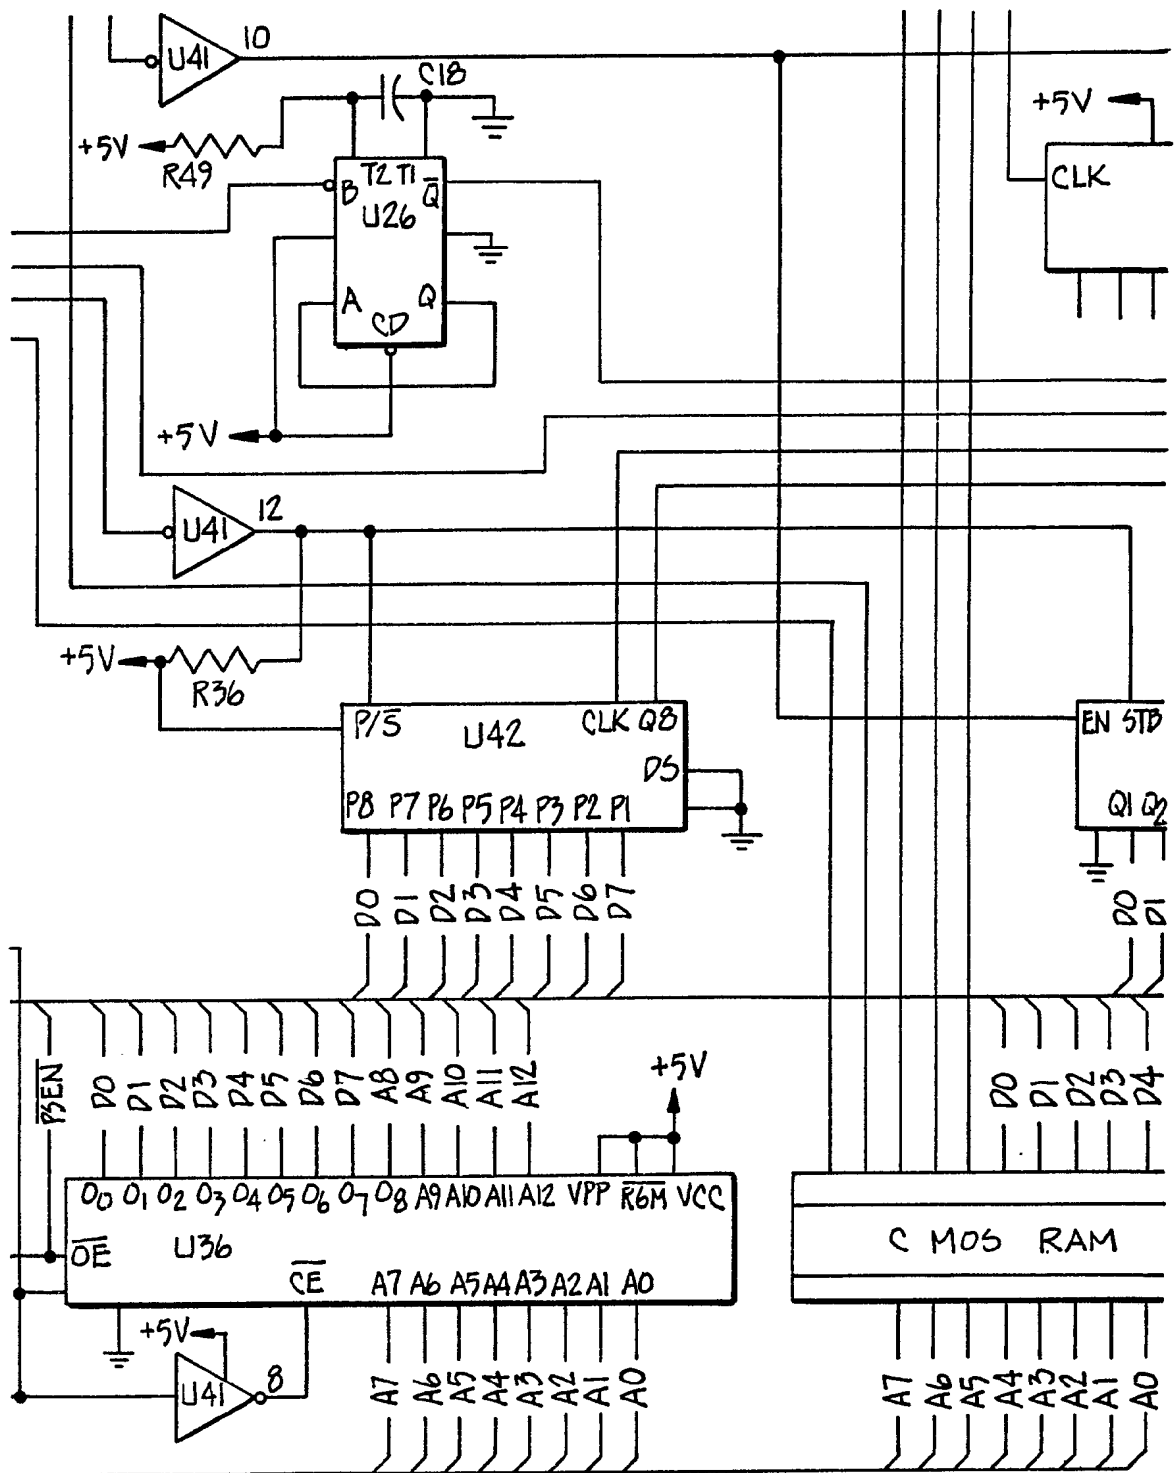 U41 10
C18
+5V
+5V
R49
CLK
B T2 T1 Q̅
U26
A Q
CD
+5V
U41 12
+5V
R36
P/S̅ U42 CLK Q8
EN STB
DS
P8 P7 P6 P5 P4 P3 P2 P1
Q1 Q2
D0 D1 D2 D3 D4 D5 D6 D7
D0 D1
P̅S̅E̅N̅ D0 D1 D2 D3 D4 D5 D6 D7 A8 A9 A10 A11 A12
+5V
D0 D1 D2 D3 D4
O0 O1 O2 O3 O4 O5 O6 O7 O8 A9 A10 A11 A12 VPP R̅G̅M̅ VCC
O̅E̅ U36
C MOS RAM
C̅E̅ A7 A6 A5 A4 A3 A2 A1 A0
+5V
U41 8
A7 A6 A5 A4 A3 A2 A1 A0
A7 A6 A5 A4 A3 A2 A1 A0